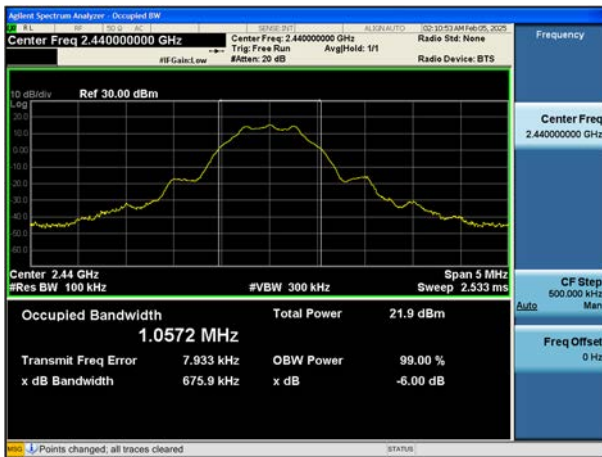 Agilent Spectrum Analyzer - Occupied BW
RL RF 50 Ω AC SENSE:INT ALIGN AUTO 02:10:53 AM Feb 05, 2025
Center Freq 2.440000000 GHz
Center Freq: 2.440000000 GHz
Radio Std: None
Trig: Free Run Avg|Hold: 1/1
#IFGain:Low #Atten: 20 dB Radio Device: BTS
10 dB/div Ref 30.00 dBm
Log
20.0
10.0
0.00
-10.0
-20.0
-30.0
-40.0
-50.0
-60.0
Center 2.44 GHz Span 5 MHz
#Res BW 100 kHz #VBW 300 kHz Sweep 2.533 ms
Occupied Bandwidth Total Power 21.9 dBm
1.0572 MHz
Transmit Freq Error 7.933 kHz OBW Power 99.00 %
x dB Bandwidth 675.9 kHz x dB -6.00 dB
MSG Points changed; all traces cleared STATUS
Frequency
Center Freq
2.440000000 GHz
CF Step
500.000 kHz
Auto Man
Freq Offset
0 Hz